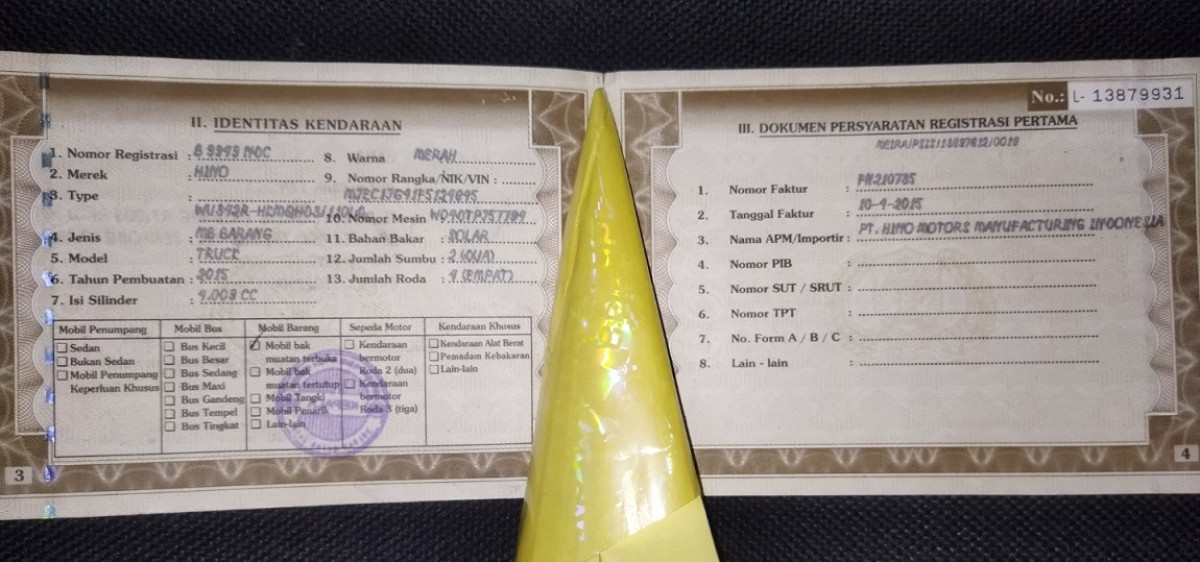 II. IDENTITAS KENDARAAN
1. Nomor Registrasi :
2. Merek : HINO
3. Type :
4. Jenis : MB BARANG
5. Model : TRUCK
6. Tahun Pembuatan : 2015
7. Isi Silinder : 4.009 CC
8. Warna MERAH
9. Nomor Rangka/NIK/VIN :
10. Nomor Mesin
11. Bahan Bakar : SOLAR
12. Jumlah Sumbu :
13. Jumlah Roda : 4 (EMPAT)
Mobil Penumpang
Sedan
Bukan Sedan
Mobil Penumpang
Keperluan Khusus
Mobil Bus
Bus Kecil
Bus Besar
Bus Sedang
Bus Maxi
Bus Gandeng
Bus Tempel
Bus Tingkat
Mobil Barang
Mobil bak
muatan terbuka
Mobil bak
muatan tertutup
Mobil Tangki
Mobil Penarik
Lain-lain
Sepeda Motor
Kendaraan
bermotor
Roda 2 (dua)
Kendaraan
bermotor
Roda 3 (tiga)
Kendaraan Khusus
Kendaraan Alat Berat
Pemadam Kebakaran
Lain-lain
3
No.: L- 13879931
III. DOKUMEN PERSYARATAN REGISTRASI PERTAMA
1. Nomor Faktur :
2. Tanggal Faktur : 10-4-2015
3. Nama APM/Importir : PT. HINO MOTORS MANUFACTURING INDONESIA
4. Nomor PIB :
5. Nomor SUT / SRUT :
6. Nomor TPT :
7. No. Form A / B / C :
8. Lain - lain :
4